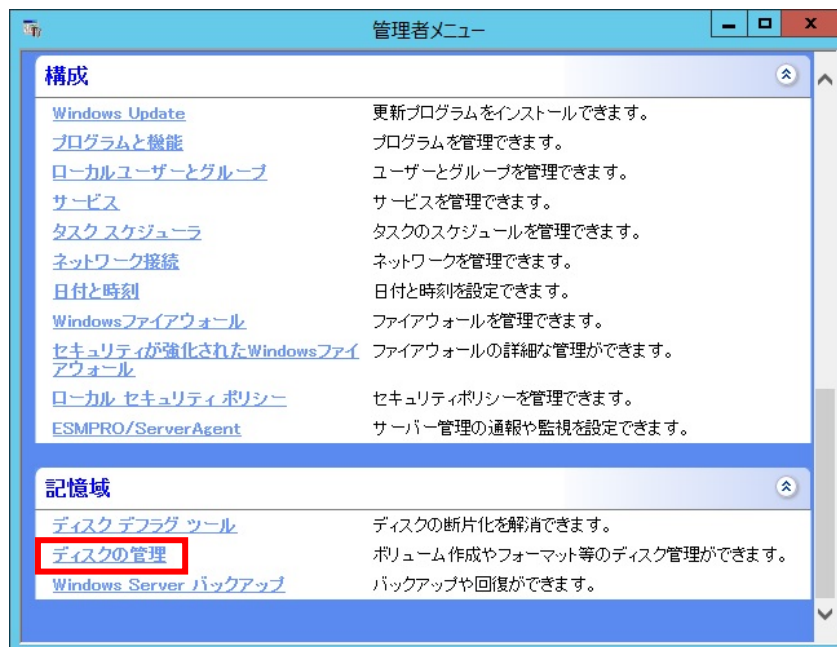 管理者メニュー
構成
Windows Update 更新プログラムをインストールできます。
プログラムと機能 プログラムを管理できます。
ローカルユーザーとグループ ユーザーとグループを管理できます。
サービス サービスを管理できます。
タスク スケジューラ タスクのスケジュールを管理できます。
ネットワーク接続 ネットワークを管理できます。
日付と時刻 日付と時刻を設定できます。
Windowsファイアウォール ファイアウォールを管理できます。
セキュリティが強化されたWindowsファイ ファイアウォールの詳細な管理ができます。
アウォール
ローカル セキュリティ ポリシー セキュリティポリシーを管理できます。
ESMPRO/ServerAgent サーバー管理の通報や監視を設定できます。
記憶域
ディスク デフラグ ツール ディスクの断片化を解消できます。
ディスクの管理 ボリューム作成やフォーマット等のディスク管理ができます。
Windows Server バックアップ バックアップや回復ができます。